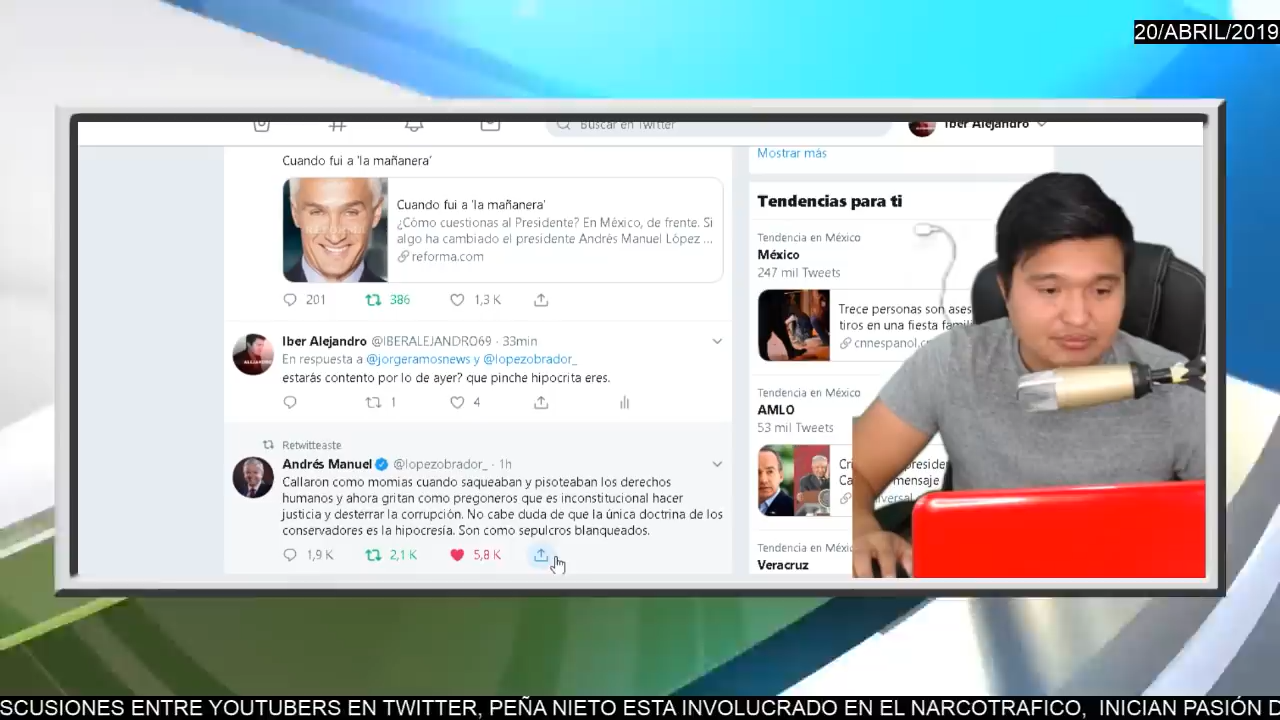 20/ABRIL/2019
Buscar en Twitter
Iber Alejandro
Cuando fui a 'la mañanera'
Cuando fui a 'la mañanera'
¿Cómo cuestionas al Presidente? En México, de frente. Si
algo ha cambiado el presidente Andrés Manuel López ...
reforma.com
201 386 1,3 K
Iber Alejandro @IBERALEJANDRO69 · 33min
En respuesta a @jorgeramosnews y @lopezobrador_
estarás contento por lo de ayer? que pinche hipocrita eres.
1 4
Retwitteaste
Andrés Manuel @lopezobrador_ · 1h
Callaron como momias cuando saqueaban y pisoteaban los derechos
humanos y ahora gritan como pregoneros que es inconstitucional hacer
justicia y desterrar la corrupción. No cabe duda de que la única doctrina de los
conservadores es la hipocresía. Son como sepulcros blanqueados.
1,9 K 2,1 K 5,8 K
Mostrar más
Tendencias para ti
Tendencia en México
México
247 mil Tweets
Trece personas son
tiros en una fiesta
Tendencia en México
AMLO
53 mil Tweets
mensaje
Tendencia en
Veracruz
SCUSIONES ENTRE YOUTUBERS EN TWITTER, PEÑA NIETO ESTA INVOLUCRADO EN EL NARCOTRAFICO, INICIAN PASIÓN D